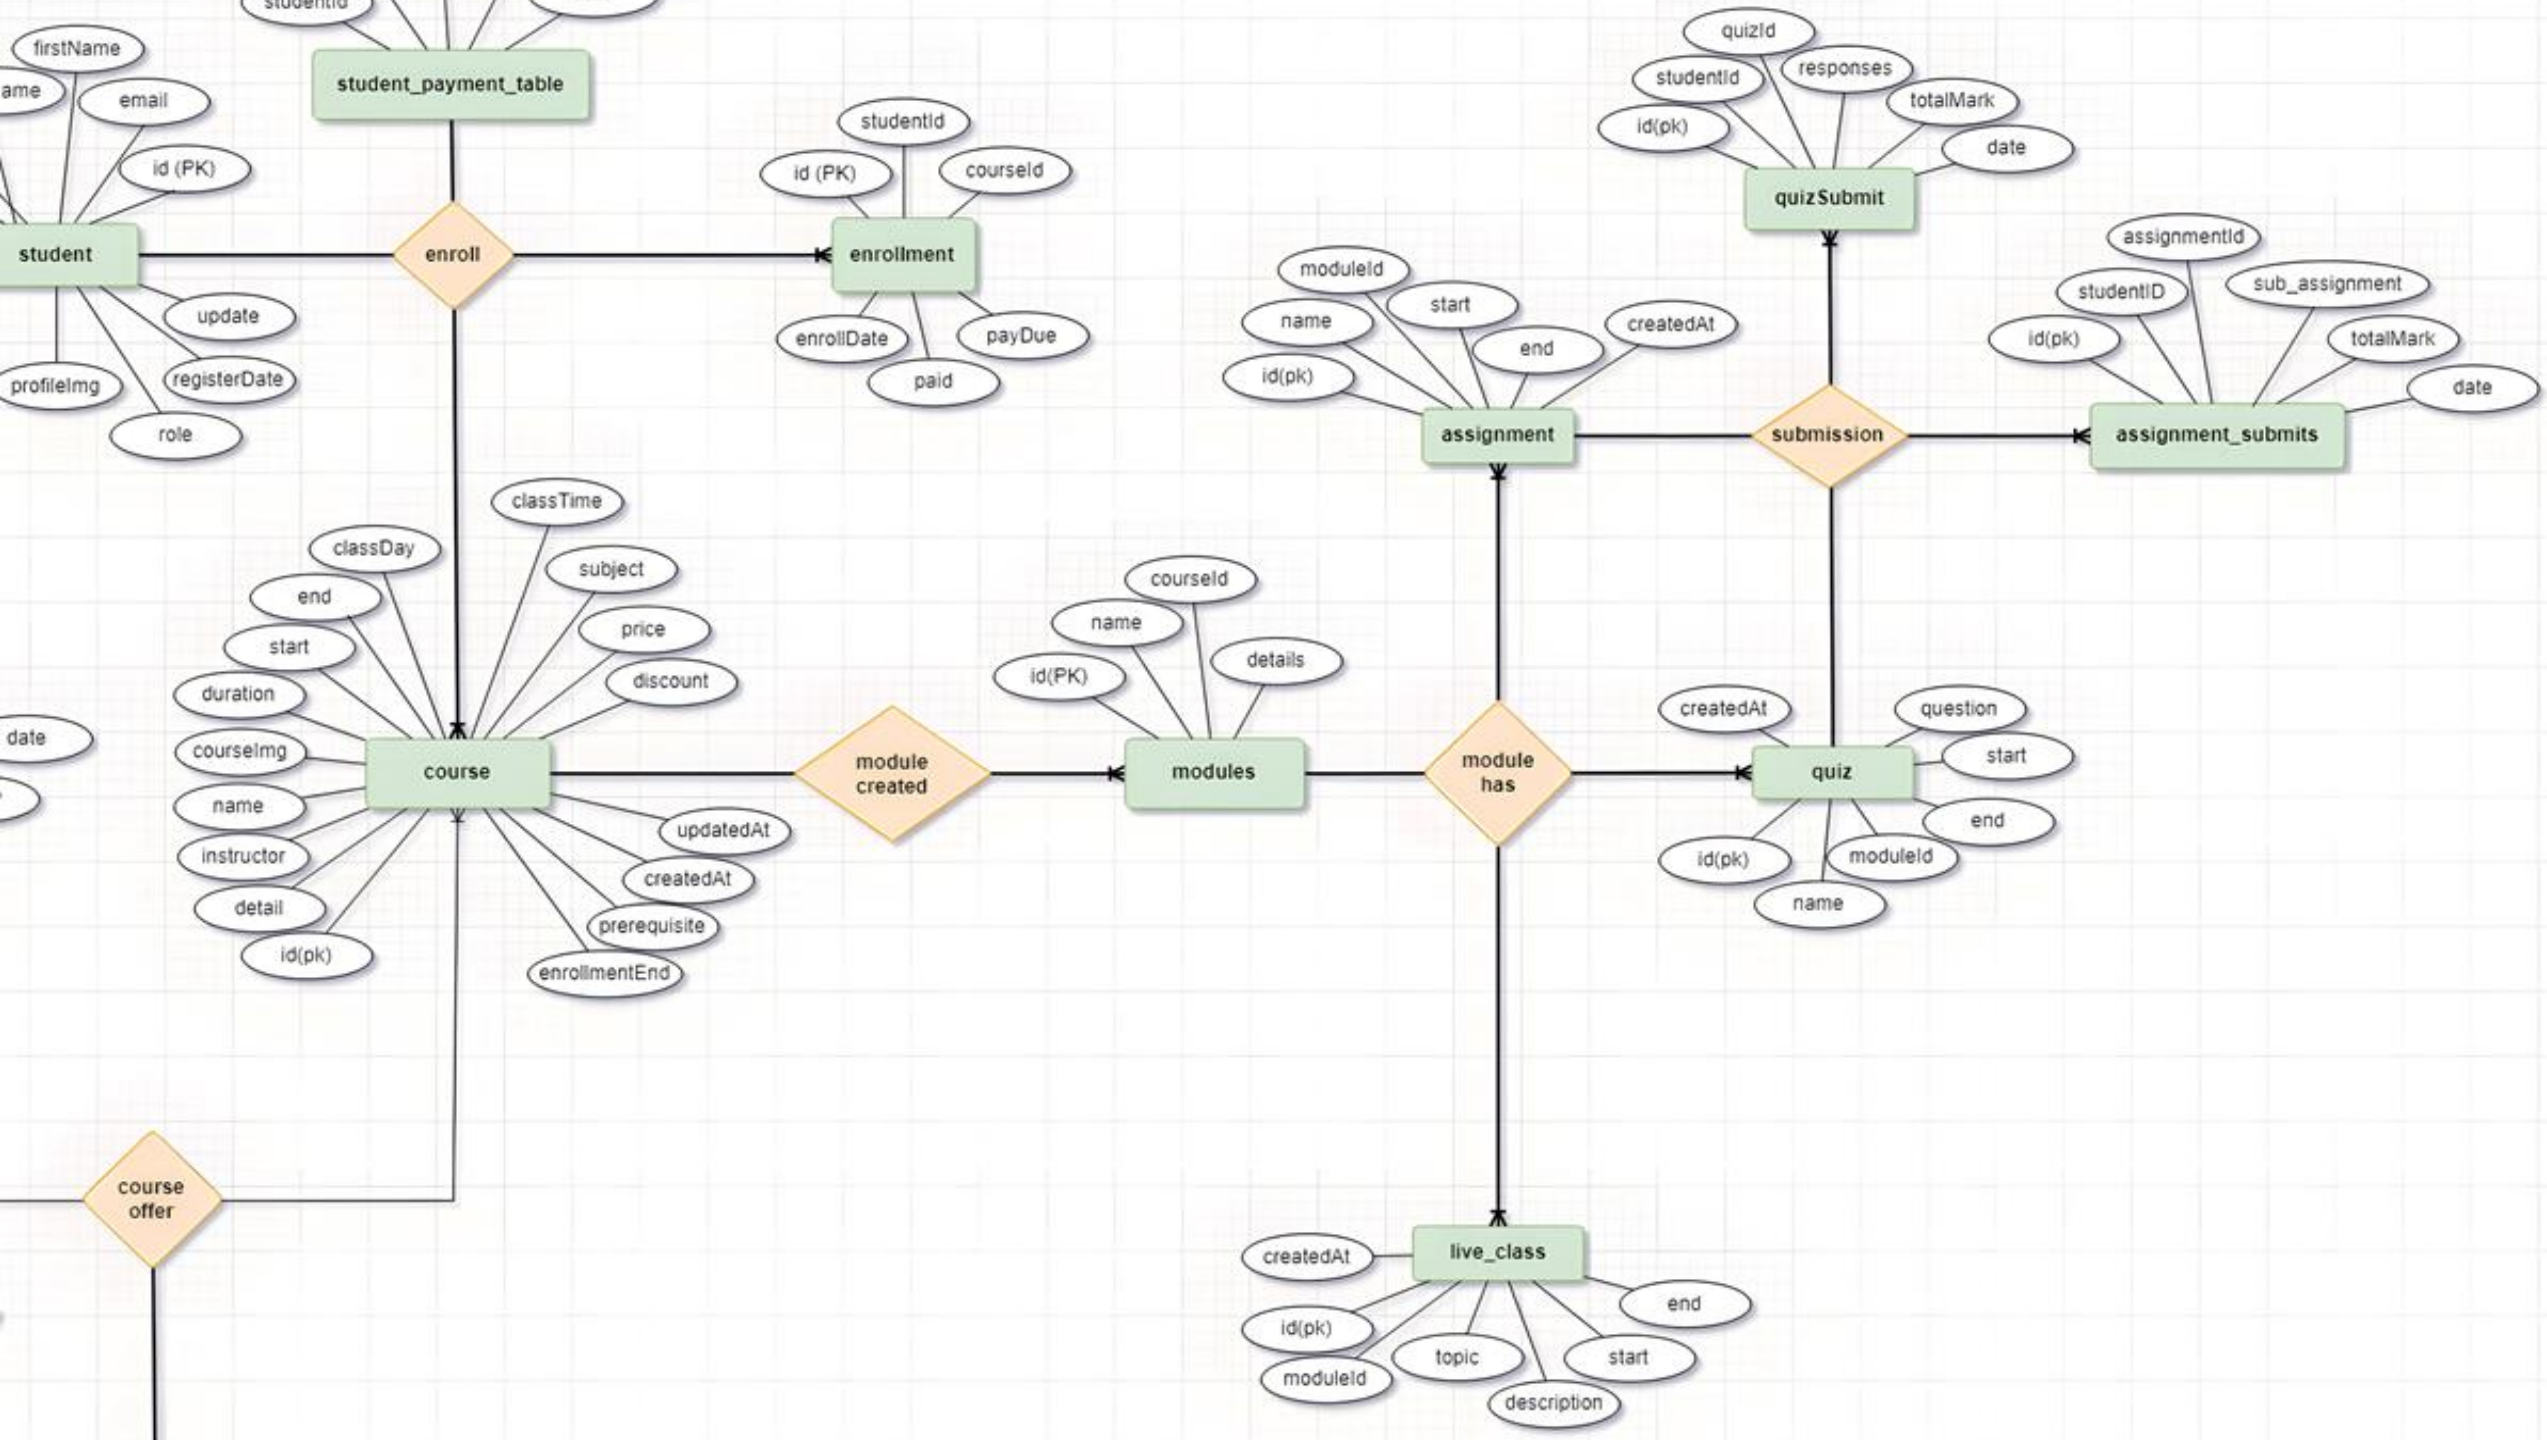 studentId
firstName
ame
email
id (PK)
student_payment_table
student
enroll
update
registerDate
profileImg
role
studentId
id (PK)
courseId
enrollment
enrollDate
payDue
paid
quizId
studentId
responses
totalMark
id(pk)
date
quizSubmit
moduleId
start
name
createdAt
end
id(pk)
assignment
submission
assignmentId
studentID
sub_assignment
id(pk)
totalMark
date
assignment_submits
classTime
classDay
subject
end
price
start
discount
duration
courseImg
course
name
updatedAt
instructor
createdAt
detail
prerequisite
id(pk)
enrollmentEnd
date
module
created
courseId
name
details
id(PK)
modules
module
has
createdAt
question
start
quiz
end
id(pk)
moduleId
name
course
offer
live_class
createdAt
end
id(pk)
topic
start
moduleId
description